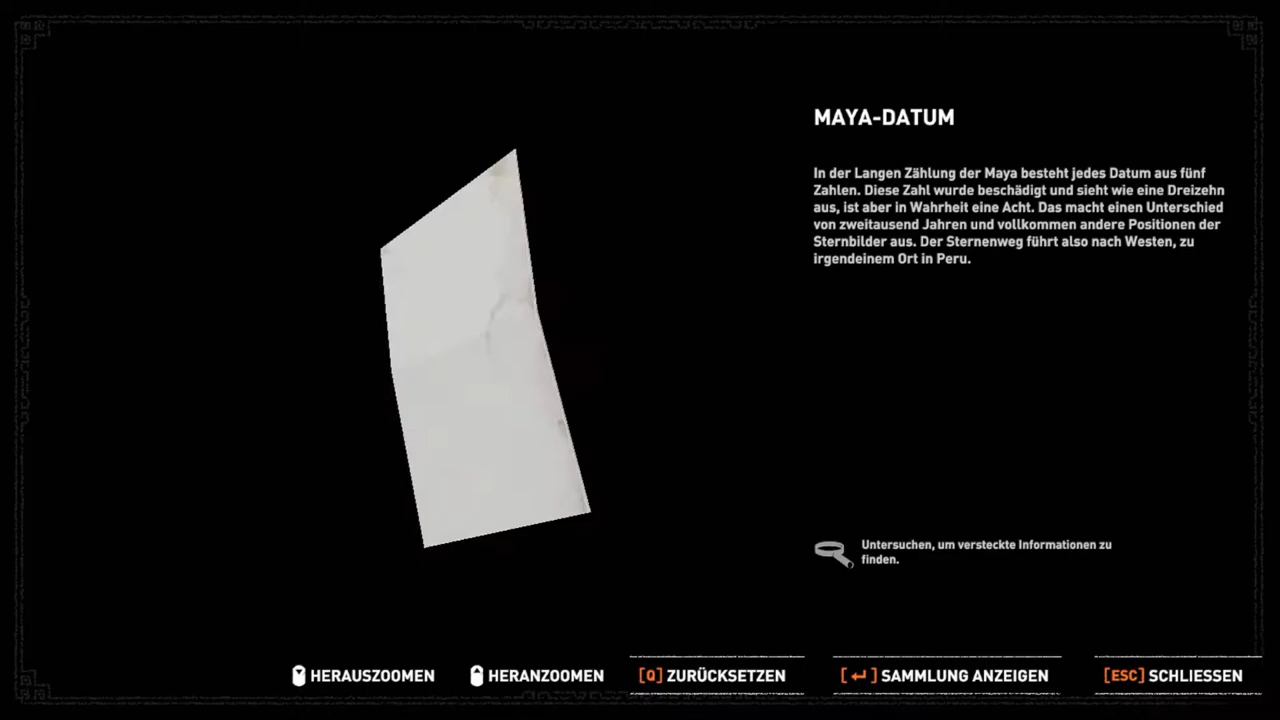 MAYA-DATUM
In der Langen Zählung der Maya besteht jedes Datum aus fünf
Zahlen. Diese Zahl wurde beschädigt und sieht wie eine Dreizehn
aus, ist aber in Wahrheit eine Acht. Das macht einen Unterschied
von zweitausend Jahren und vollkommen andere Positionen der
Sternbilder aus. Der Sternenweg führt also nach Westen, zu
irgendeinem Ort in Peru.
Untersuchen, um versteckte Informationen zu
finden.
HERAUSZOOMEN HERANZOOMEN [Q] ZURÜCKSETZEN [↵] SAMMLUNG ANZEIGEN [ESC] SCHLIESSEN